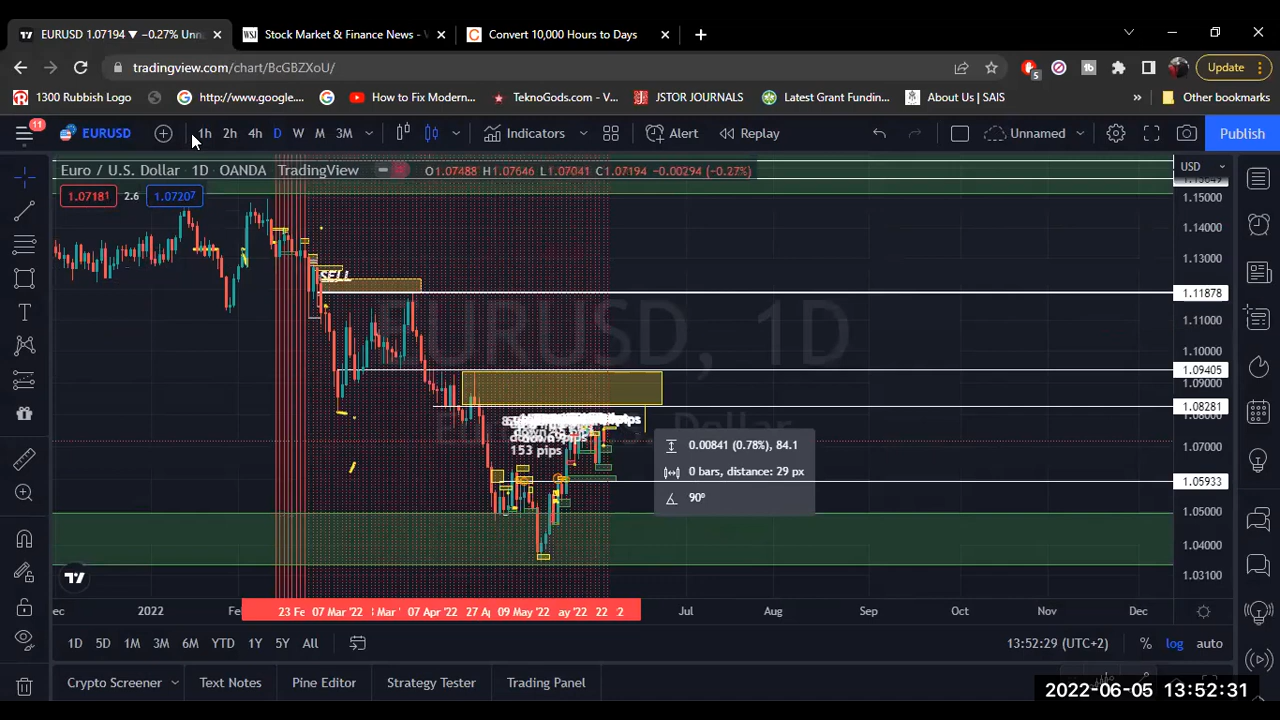 EURUSD 1.07194 ▼ −0.27% Unna
Stock Market & Finance News - V
Convert 10,000 Hours to Days
tradingview.com/chart/BcGBZXoU/
Update
1300 Rubbish Logo
http://www.google....
How to Fix Modern...
TeknoGods.com - V...
JSTOR JOURNALS
Latest Grant Fundin...
About Us | SAIS
Other bookmarks
11
EURUSD
1h 2h 4h D W M 3M
Indicators
Alert
Replay
Unnamed
Publish
Euro / U.S. Dollar · 1D · OANDA TradingView
O1.07488 H1.07646 L1.07041 C1.07194 −0.00294 (−0.27%)
USD
1.07181 2.6 1.07207
1.15000
1.14000
1.13000
SELL
1.11878
1.11000
EURUSD, 1D
1.10000
1.09405
1.09000
1.08281
1.08000
153 pips
0.00841 (0.78%), 84.1
1.07000
0 bars, distance: 29 px
90º
1.05933
1.05000
1.04000
1.03100
2022
23 Fe 07 Mar '22 07 Apr '22 09 May '22
Jul Aug Sep Oct Nov Dec
1D 5D 1M 3M 6M YTD 1Y 5Y All
13:52:29 (UTC+2)
% log auto
Crypto Screener
Text Notes
Pine Editor
Strategy Tester
Trading Panel
2022-06-05 13:52:31